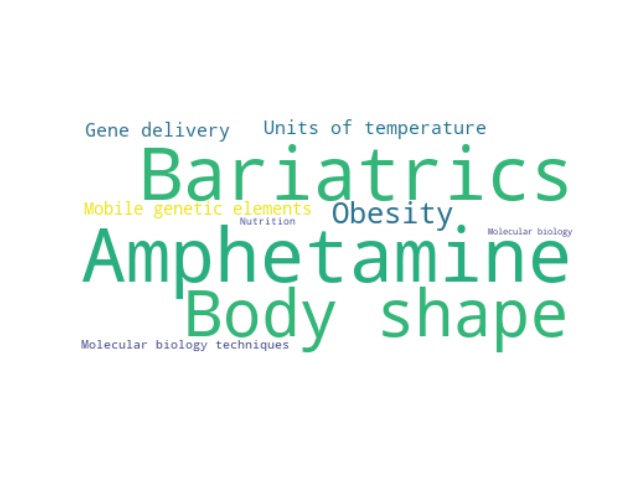 Gene delivery
Units of temperature
Bariatrics
Mobile genetic elements
Obesity
Nutrition
Molecular biology
Amphetamine
Body shape
Molecular biology techniques